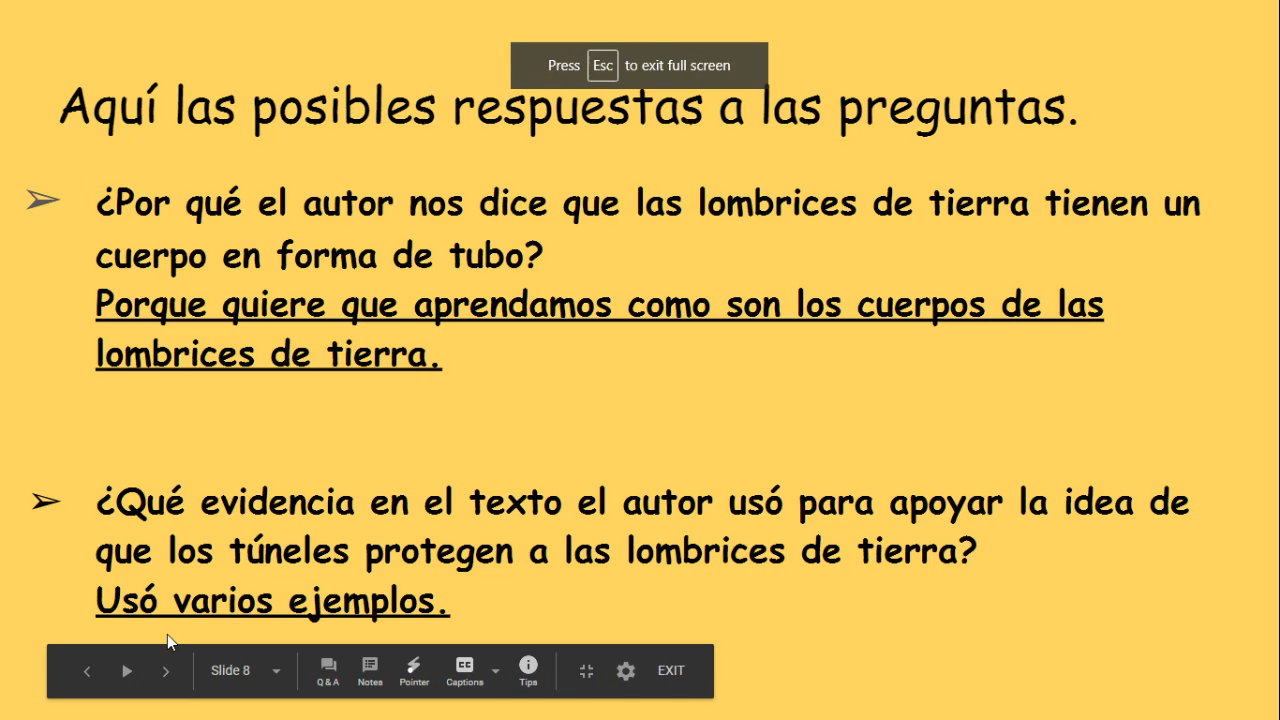 Press Esc to exit full screen
Aquí las posibles respuestas a las preguntas.
➢ ¿Por qué el autor nos dice que las lombrices de tierra tienen un
cuerpo en forma de tubo?
Porque quiere que aprendamos como son los cuerpos de las
lombrices de tierra.
➢ ¿Qué evidencia en el texto el autor usó para apoyar la idea de
que los túneles protegen a las lombrices de tierra?
Usó varios ejemplos.
Slide 8 Q & A Notes Pointer CC Captions Tips EXIT